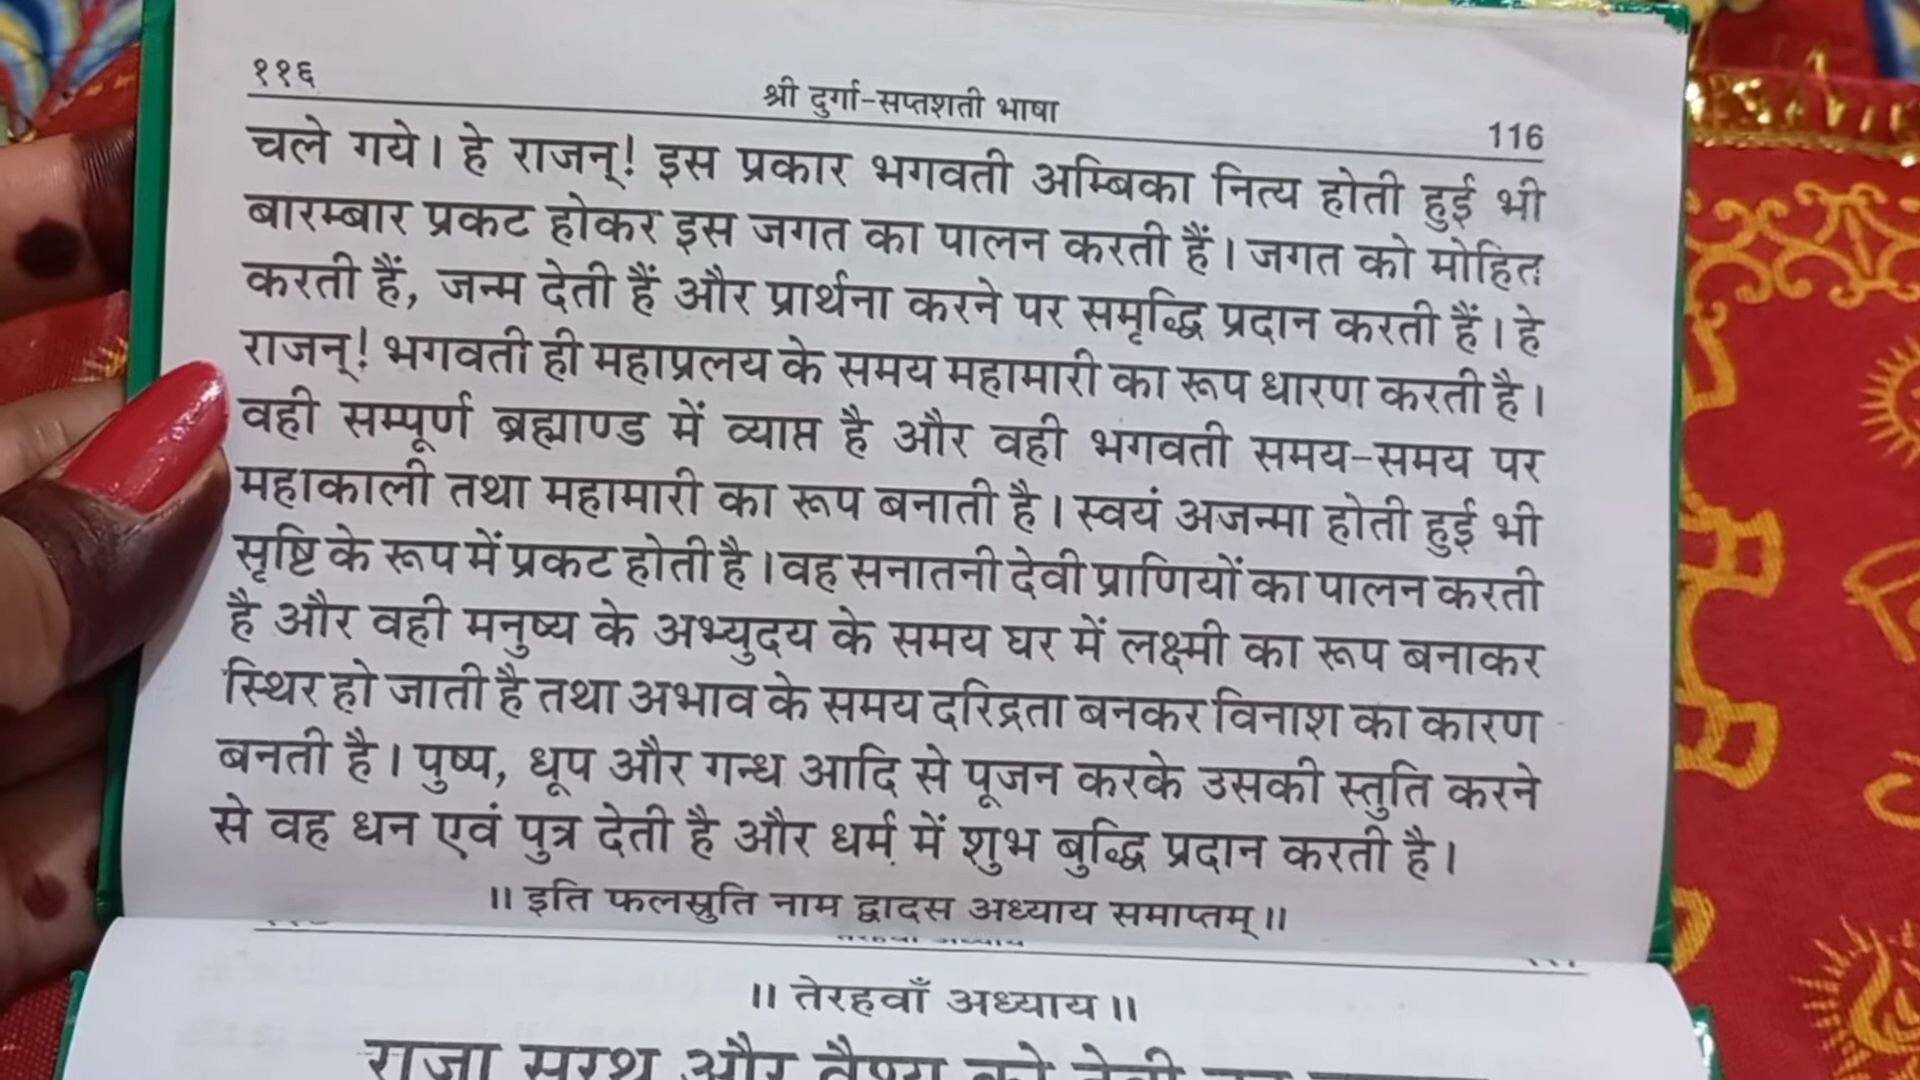 ११६
श्री दुर्गा-सप्तशती भाषा
116
चले गये। हे राजन्! इस प्रकार भगवती अम्बिका नित्य होती हुई भी
बारम्बार प्रकट होकर इस जगत का पालन करती हैं। जगत को मोहित
करती हैं, जन्म देती हैं और प्रार्थना करने पर समृद्धि प्रदान करती हैं। हे
राजन्! भगवती ही महाप्रलय के समय महामारी का रूप धारण करती है।
वही सम्पूर्ण ब्रह्माण्ड में व्याप्त है और वही भगवती समय-समय पर
महाकाली तथा महामारी का रूप बनाती है। स्वयं अजन्मा होती हुई भी
सृष्टि के रूप में प्रकट होती है। वह सनातनी देवी प्राणियों का पालन करती
है और वही मनुष्य के अभ्युदय के समय घर में लक्ष्मी का रूप बनाकर
स्थिर हो जाती है तथा अभाव के समय दरिद्रता बनकर विनाश का कारण
बनती है। पुष्प, धूप और गन्ध आदि से पूजन करके उसकी स्तुति करने
से वह धन एवं पुत्र देती है और धर्म में शुभ बुद्धि प्रदान करती है।
॥ इति फलस्रुति नाम द्वादस अध्याय समाप्तम् ॥
॥ तेरहवाँ अध्याय ॥
राजा सुरथ और वैश्य को देवी का